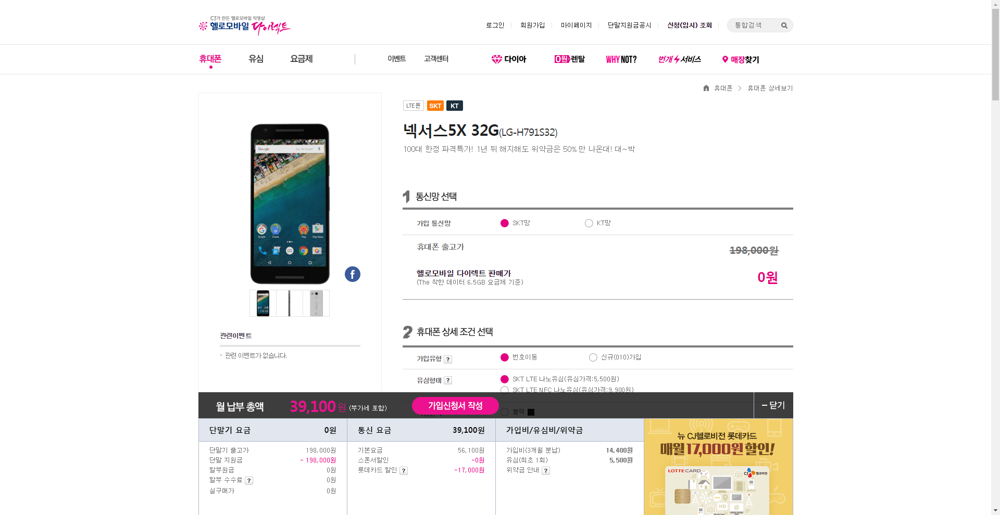 CJ가 만든 헬로모바일 직영샵
헬로모바일 다이렉트
로그인
회원가입
마이페이지
단말지원금공시
신청(임시) 조회
통합검색
휴대폰
유심
요금제
이벤트
고객센터
다이아
0원 렌탈
WHY NOT?
번개 서비스
매장찾기
휴대폰 > 휴대폰 상세보기
LTE폰 SKT KT
넥서스5X 32G(LG-H791S32)
100대 한정 파격특가! 1년 뒤 해지해도 위약금은 50% 만 나온대! 대~박
Google
f
관련이벤트
관련 이벤트가 없습니다.
1 통신망 선택
가입 통신망
SKT망
KT망
휴대폰 출고가
198,000원
헬로모바일 다이렉트 판매가
0원
(The 착한 데이터 6.5GB 요금제 기준)
2 휴대폰 상세 조건 선택
가입유형 ?
번호이동
신규(010)가입
유심형태 ?
SKT LTE 나노유심(유심가격:5,500원)
SKT LTE NFC 나노유심(유심가격:9,900원)
블랙
월 납부 총액
39,100 원 (부가세 포함)
가입신청서 작성
닫기
단말기 요금
0원
단말기 출고가
198,000원
단말 지원금
- 198,000원
할부원금
0원
할부 수수료 ?
0원
실구매가
0원
통신 요금
39,100원
기본요금
56,100원
스폰서할인
-0원
롯데카드 할인 ?
-17,000원
가입비/유심비/위약금
가입비(3개월 분납)
14,400원
유심(최초 1회)
5,500원
위약금 안내 ?
뉴 CJ헬로비전 롯데카드
매월 17,000원 할인!
LOTTECARD
CJ 헬로비전
HD